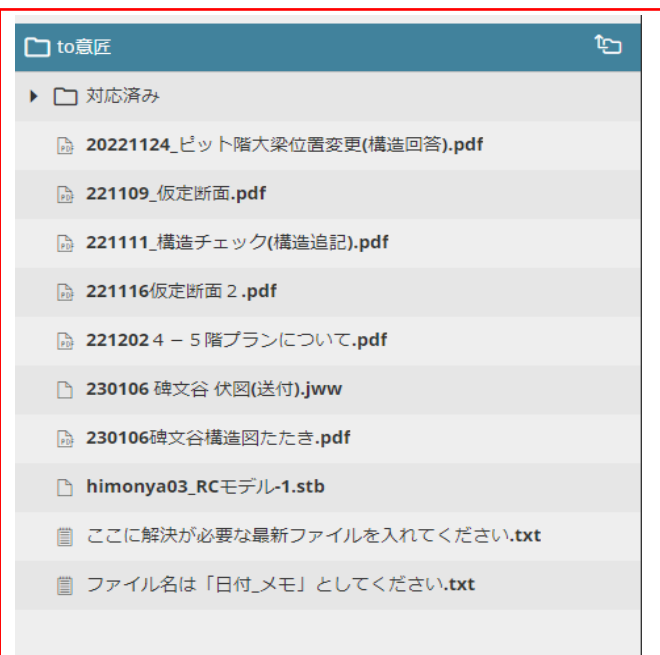 to意匠
対応済み
20221124_ピット階大梁位置変更(構造回答).pdf
221109_仮定断面.pdf
221111_構造チェック(構造追記).pdf
221116仮定断面２.pdf
221202４－５階プランについて.pdf
230106 碑文谷 伏図(送付).jww
230106碑文谷構造図たたき.pdf
himonya03_RCモデル-1.stb
ここに解決が必要な最新ファイルを入れてください.txt
ファイル名は「日付_メモ」としてください.txt